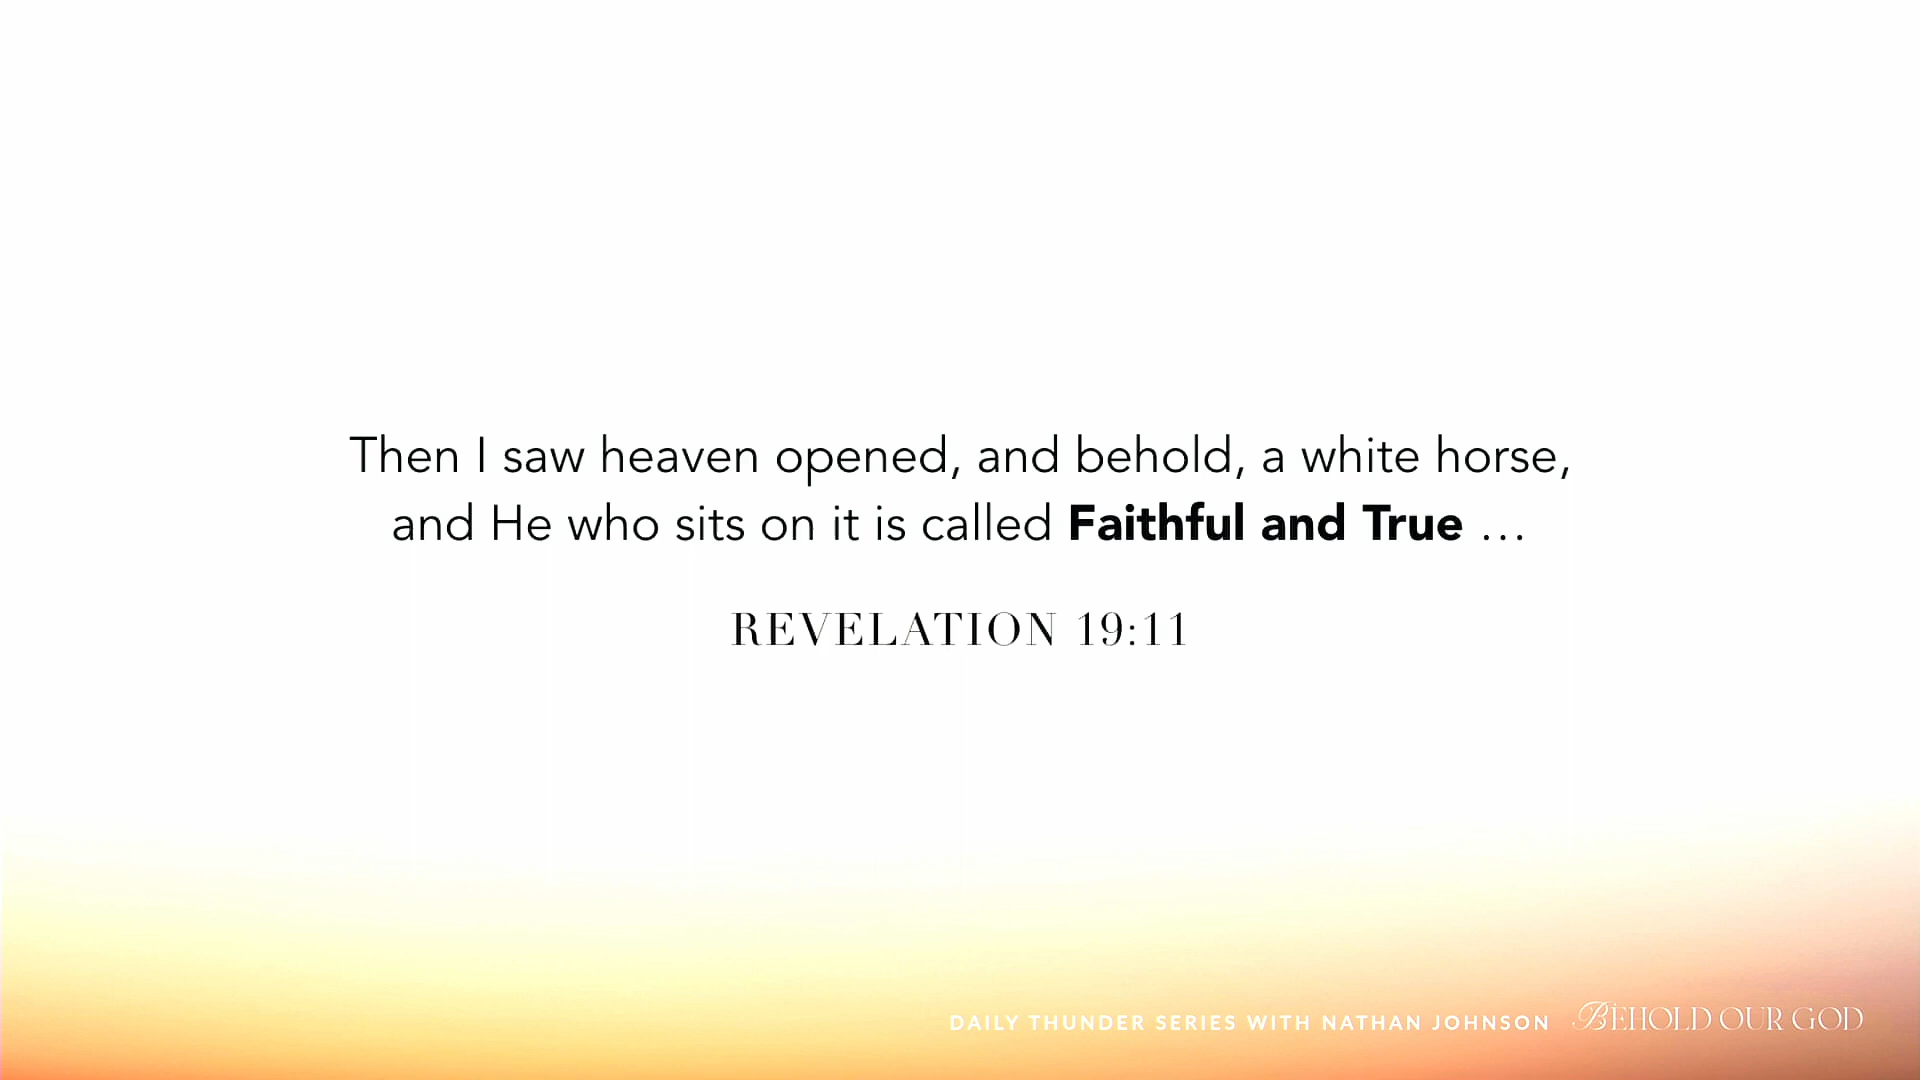 Then I saw heaven opened, and behold, a white horse,
and He who sits on it is called Faithful and True …
REVELATION 19:11
DAILY THUNDER SERIES WITH NATHAN JOHNSON BEHOLD OUR GOD